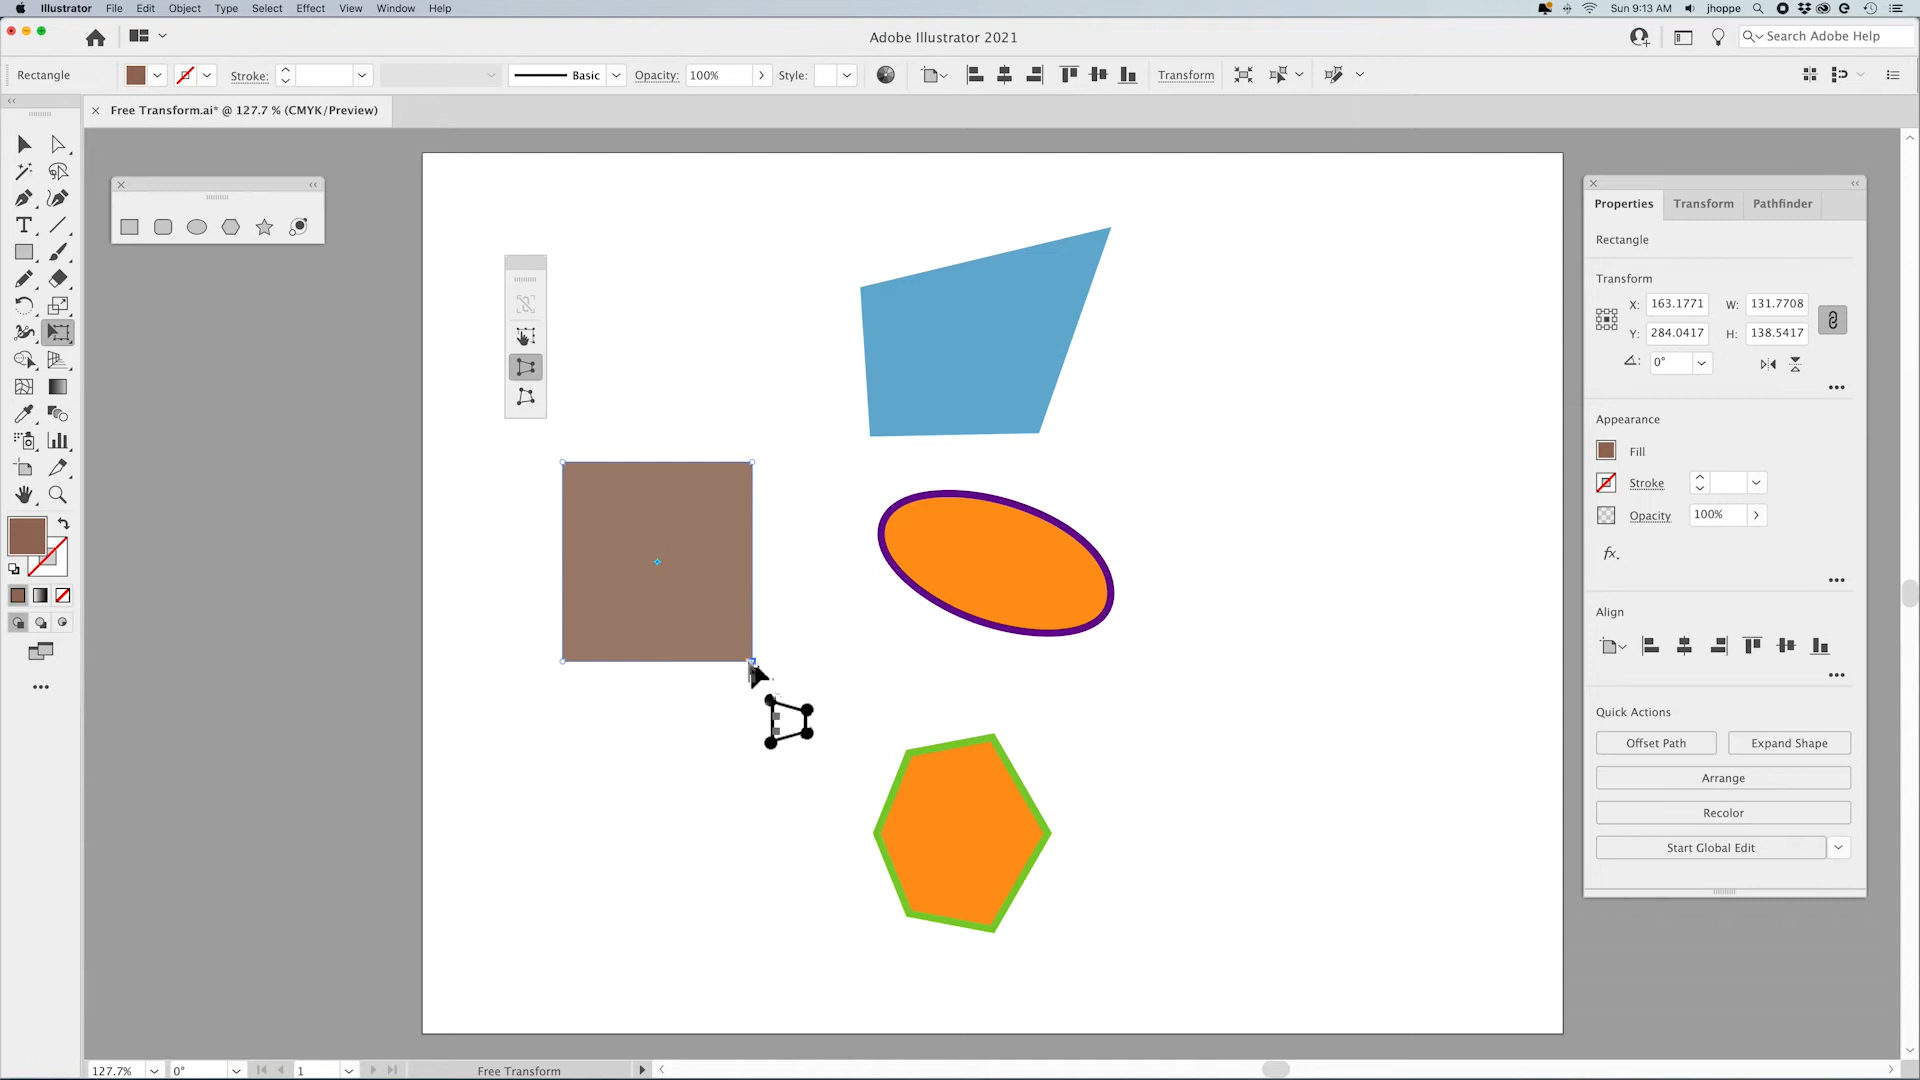 Illustrator File Edit Object Type Select Effect View Window Help
Sun 9:13 AM jhoppe
Adobe Illustrator 2021
Search Adobe Help
Rectangle
Stroke:
Basic
Opacity: 100%
Style:
Transform
Free Transform.ai* @ 127.7 % (CMYK/Preview)
Properties Transform Pathfinder
Rectangle
Transform
X: 163.1771 W: 131.7708
Y: 284.0417 H: 138.5417
0°
Appearance
Fill
Stroke
Opacity 100%
fx.
Align
Quick Actions
Offset Path Expand Shape
Arrange
Recolor
Start Global Edit
127.7% 0° 1 Free Transform